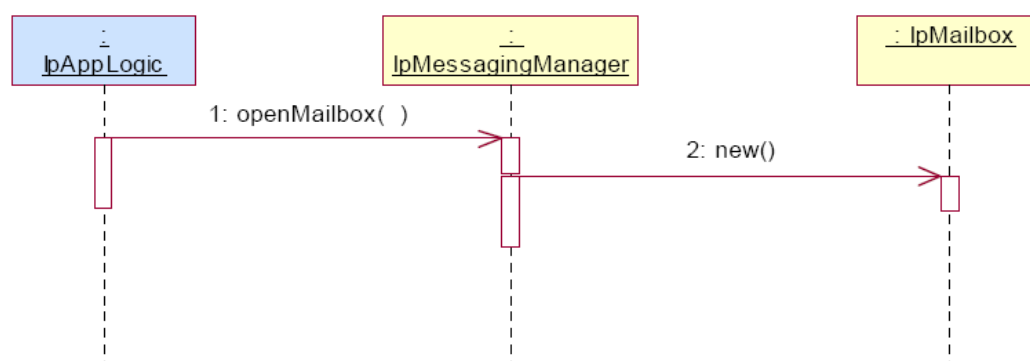 :
IpAppLogic
:
IpMessagingManager
: IpMailbox
1: openMailbox( )
2: new()